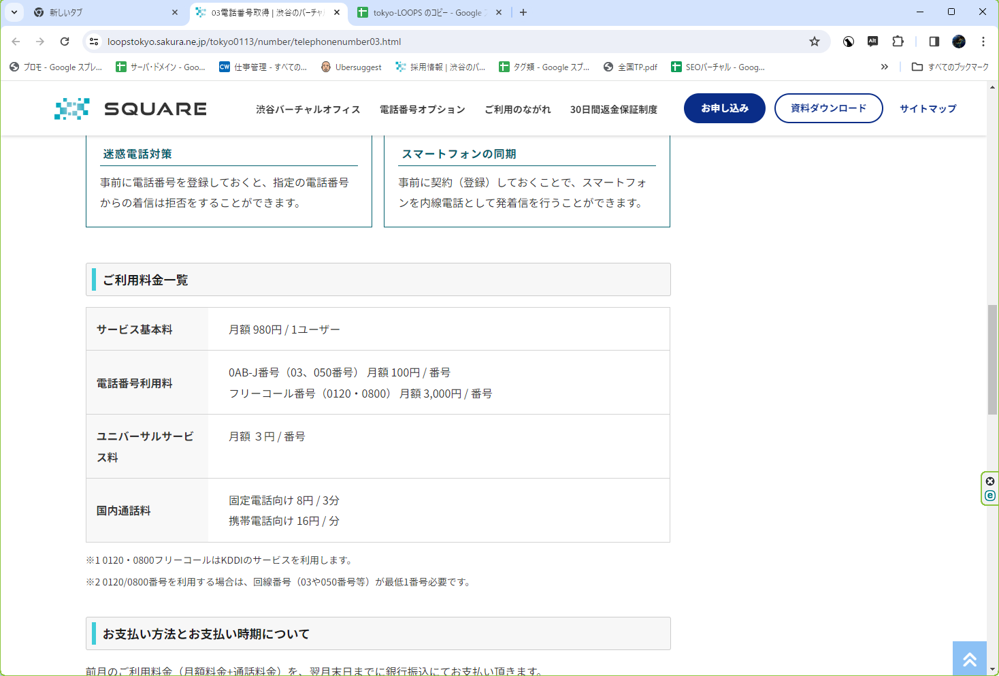 新しいタブ
03電話番号取得 | 渋谷のバーチャ
tokyo-LOOPS のコピー - Google
loopstokyo.sakura.ne.jp/tokyo0113/number/telephonenumber03.html
プロモ - Google スプレ...
サーバ・ドメイン - Goo...
CW
仕事管理 - すべての...
Ubersuggest
採用情報 | 渋谷のバ...
タグ類 - Google スプ...
全国TP.pdf
SEOバーチャル - Goog...
すべてのブックマーク
SQUARE
渋谷バーチャルオフィス
電話番号オプション
ご利用のながれ
30日間返金保証制度
お申し込み
資料ダウンロード
サイトマップ
迷惑電話対策
事前に電話番号を登録しておくと、指定の電話番号
からの着信は拒否をすることができます。
スマートフォンの同期
事前に契約（登録）しておくことで、スマートフォ
ンを内線電話として発着信を行うことができます。
ご利用料金一覧
サービス基本料
月額 980円 / 1ユーザー
電話番号利用料
0AB-J番号（03、050番号） 月額 100円 / 番号
フリーコール番号（0120・0800） 月額 3,000円 / 番号
ユニバーサルサービ
ス料
月額 ３円 / 番号
国内通話料
固定電話向け 8円 / 3分
携帯電話向け 16円 / 分
※1 0120・0800フリーコールはKDDIのサービスを利用します。
※2 0120/0800番号を利用する場合は、回線番号（03や050番号等）が最低1番号必要です。
お支払い方法とお支払い時期について
前月のご利用料金（月額料金+通話料金）を、翌月末日までに銀行振込にてお支払い頂きます。